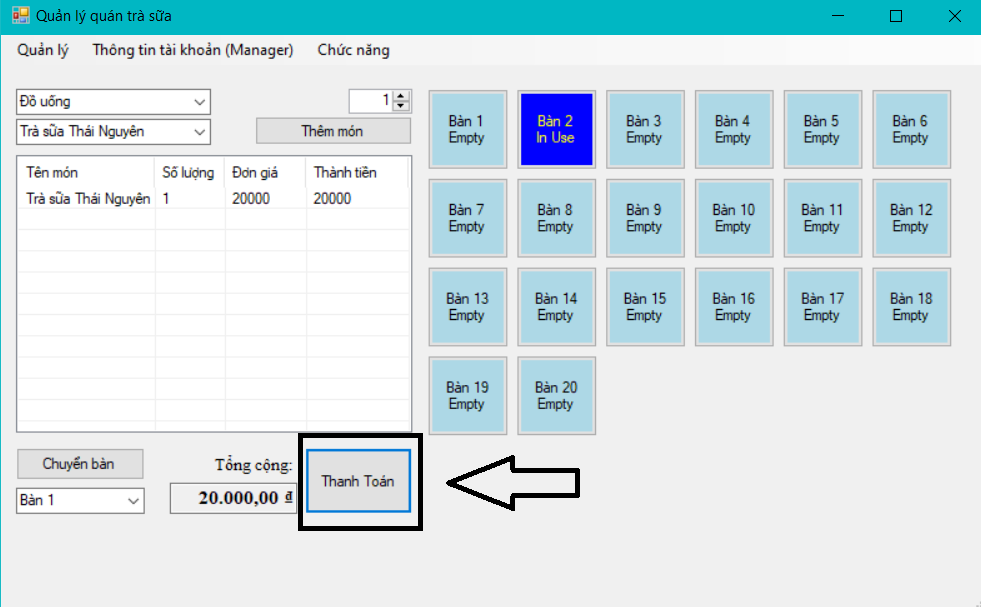 Quản lý quán trà sữa
Quản lý Thông tin tài khoản (Manager) Chức năng
Đồ uống
1
Trà sữa Thái Nguyên
Thêm món
Tên món Số lượng Đơn giá Thành tiền
Trà sữa Thái Nguyên 1 20000 20000
Bàn 1
Empty
Bàn 2
In Use
Bàn 3
Empty
Bàn 4
Empty
Bàn 5
Empty
Bàn 6
Empty
Bàn 7
Empty
Bàn 8
Empty
Bàn 9
Empty
Bàn 10
Empty
Bàn 11
Empty
Bàn 12
Empty
Bàn 13
Empty
Bàn 14
Empty
Bàn 15
Empty
Bàn 16
Empty
Bàn 17
Empty
Bàn 18
Empty
Bàn 19
Empty
Bàn 20
Empty
Chuyển bàn
Bàn 1
Tổng cộng:
20.000,00 ₫
Thanh Toán